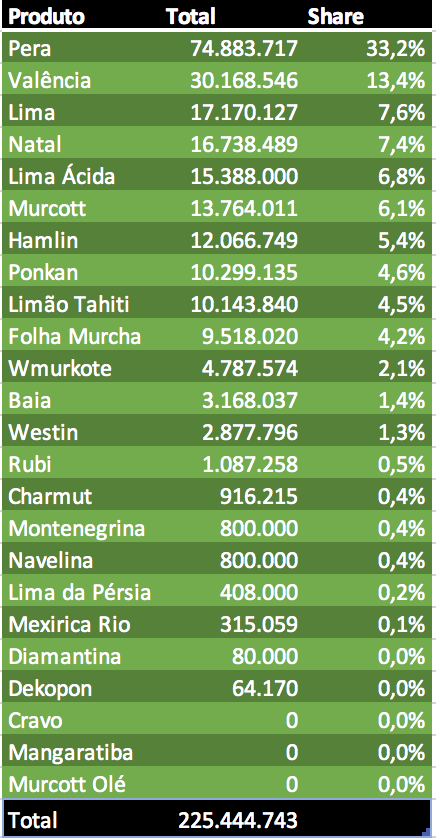 Produto Total Share
Pera 74.883.717 33,2%
Valência 30.168.546 13,4%
Lima 17.170.127 7,6%
Natal 16.738.489 7,4%
Lima Ácida 15.388.000 6,8%
Murcott 13.764.011 6,1%
Hamlin 12.066.749 5,4%
Ponkan 10.299.135 4,6%
Limão Tahiti 10.143.840 4,5%
Folha Murcha 9.518.020 4,2%
Wmurkote 4.787.574 2,1%
Baia 3.168.037 1,4%
Westin 2.877.796 1,3%
Rubi 1.087.258 0,5%
Charmut 916.215 0,4%
Montenegrina 800.000 0,4%
Navelina 800.000 0,4%
Lima da Pérsia 408.000 0,2%
Mexirica Rio 315.059 0,1%
Diamantina 80.000 0,0%
Dekopon 64.170 0,0%
Cravo 0 0,0%
Mangaratiba 0 0,0%
Murcott Olé 0 0,0%
Total 225.444.743